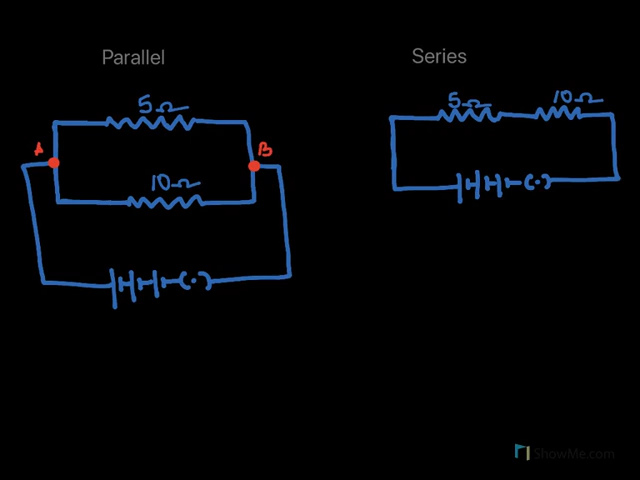 Parallel
Series
5Ω
A
B
10Ω
5Ω
10Ω
ShowMe.com